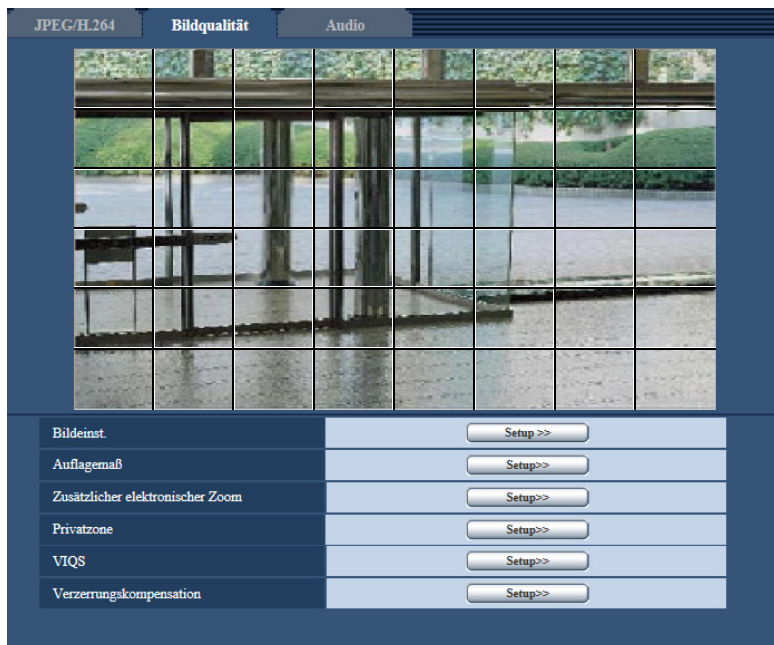 JPEG/H.264 Bildqualität Audio
Bildeinst. Setup >>
Auflagemaß Setup>>
Zusätzlicher elektronischer Zoom Setup>>
Privatzone Setup>>
VIQS Setup>>
Verzerrungskompensation Setup>>